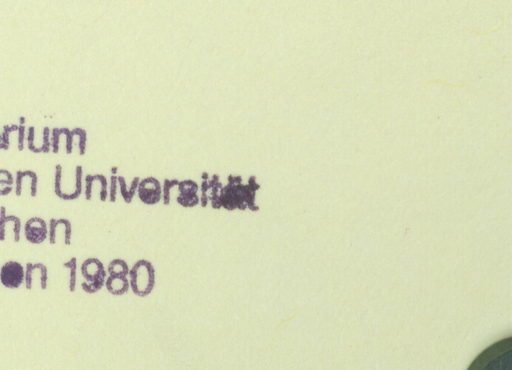 rium
en Universität
hen
en 1980